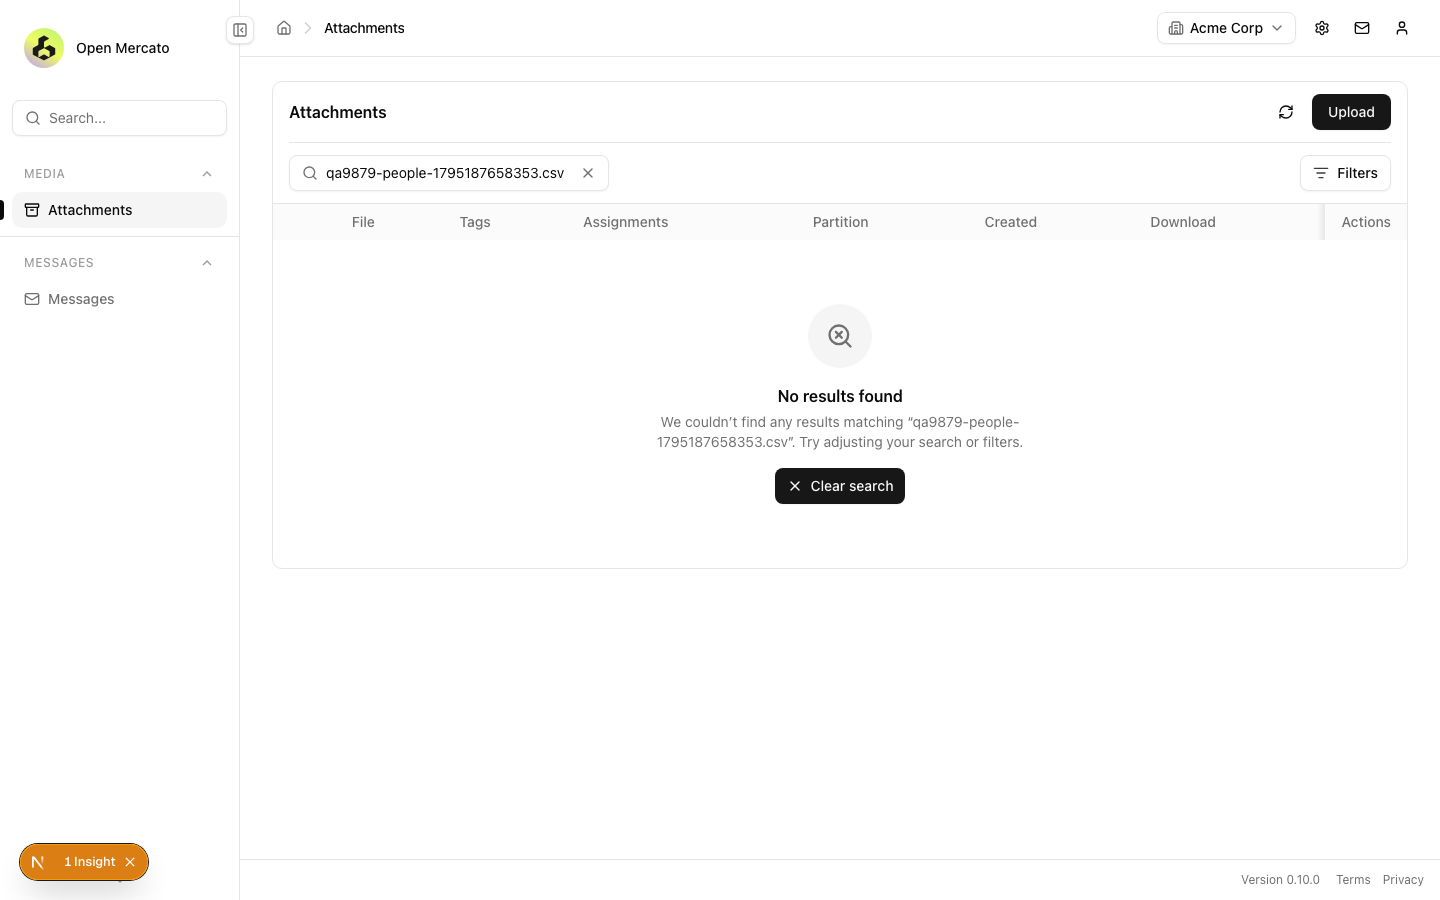 Open Mercato
Attachments
Acme Corp
Search...
MEDIA
Attachments
MESSAGES
Messages
Attachments
Upload
qa9879-people-1795187658353.csv
Filters
File Tags Assignments Partition Created Download Actions
No results found
We couldn’t find any results matching “qa9879-people-
1795187658353.csv”. Try adjusting your search or filters.
Clear search
1 Insight
Version 0.10.0 Terms Privacy